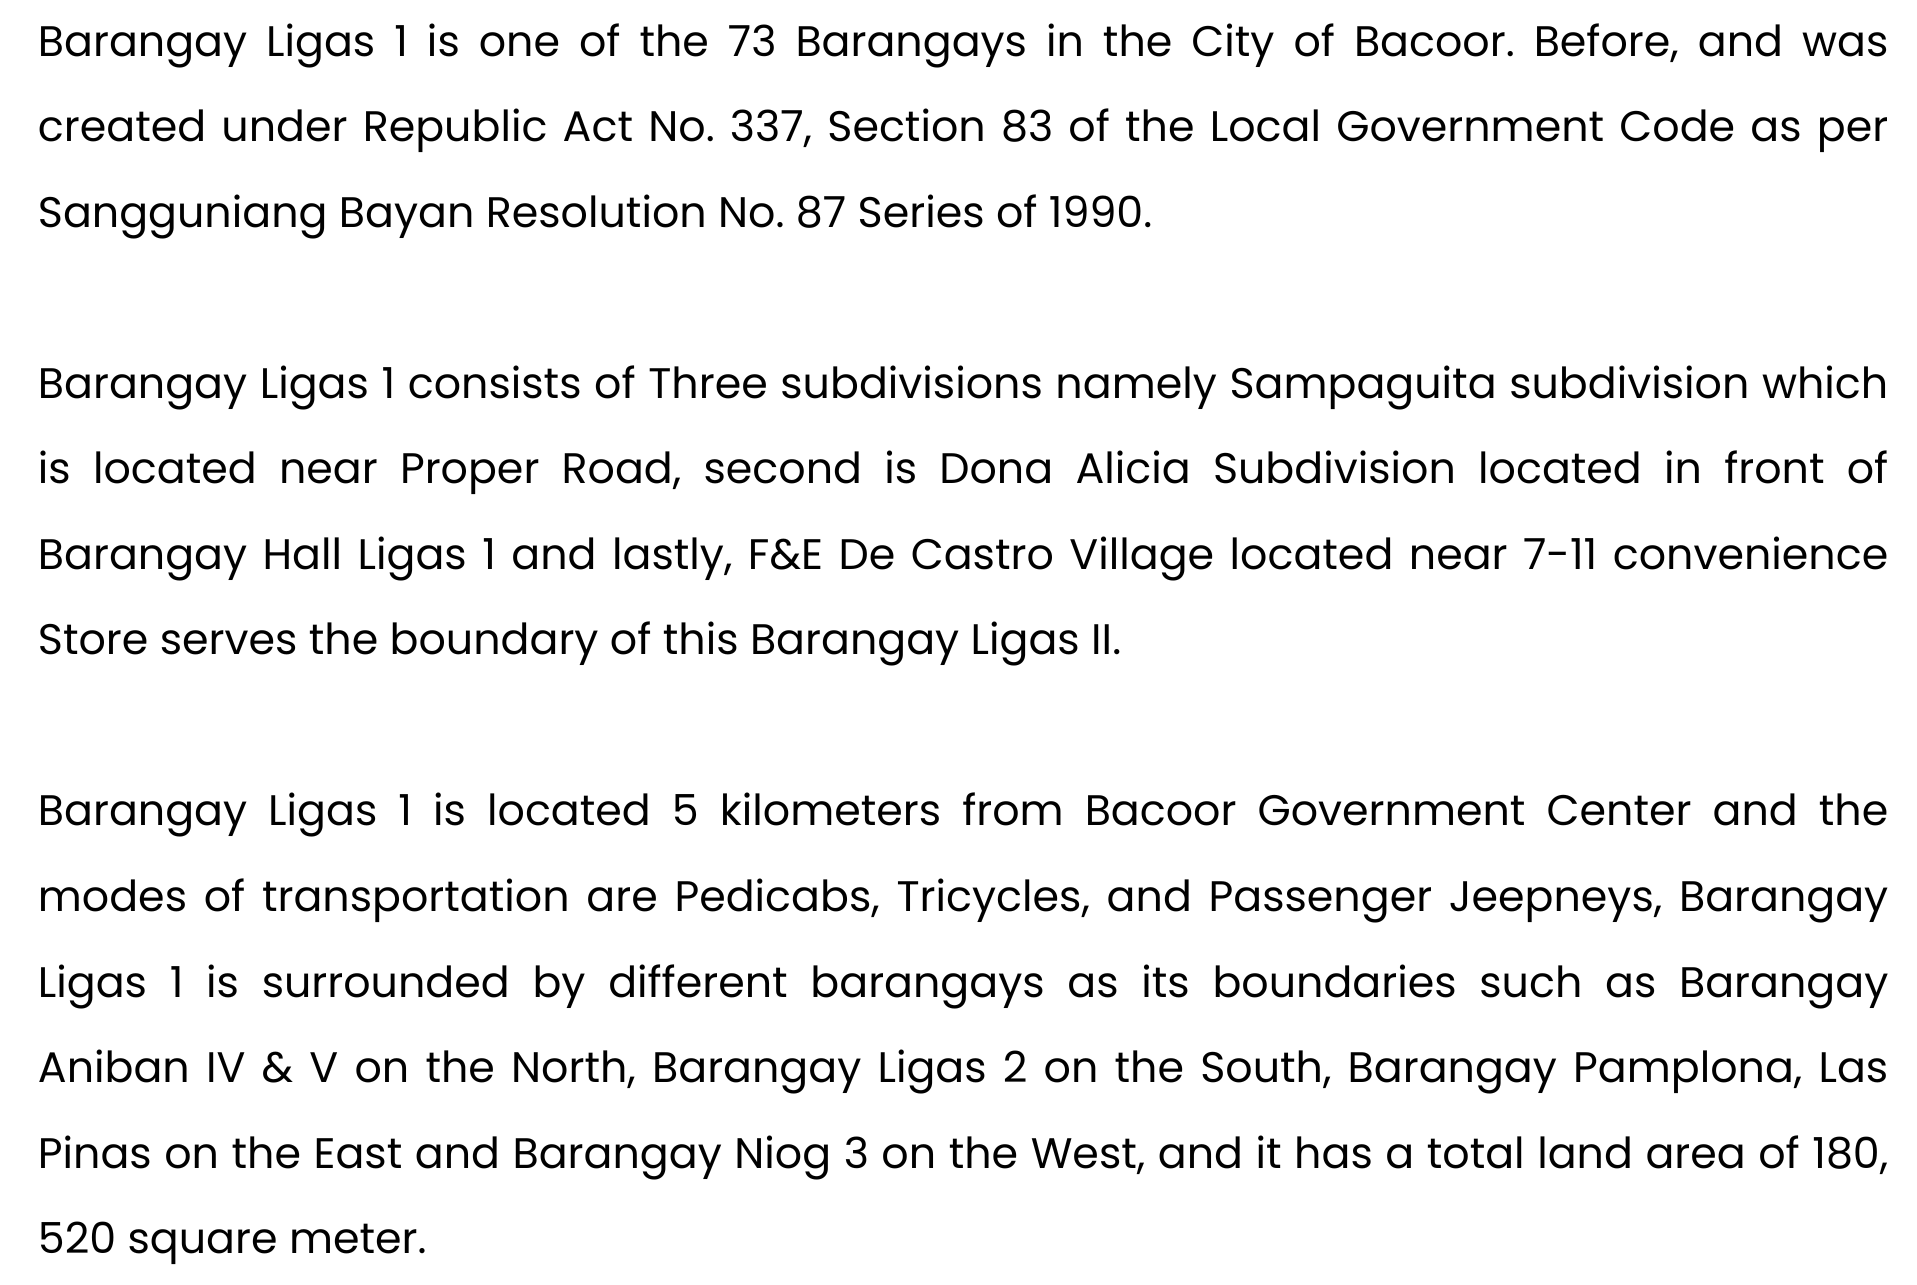 Barangay Ligas 1 is one of the 73 Barangays in the City of Bacoor. Before, and was
created under Republic Act No. 337, Section 83 of the Local Government Code as per
Sangguniang Bayan Resolution No. 87 Series of 1990.
Barangay Ligas 1 consists of Three subdivisions namely Sampaguita subdivision which
is located near Proper Road, second is Dona Alicia Subdivision located in front of
Barangay Hall Ligas 1 and lastly, F&E De Castro Village located near 7-11 convenience
Store serves the boundary of this Barangay Ligas II.
Barangay Ligas 1 is located 5 kilometers from Bacoor Government Center and the
modes of transportation are Pedicabs, Tricycles, and Passenger Jeepneys, Barangay
Ligas 1 is surrounded by different barangays as its boundaries such as Barangay
Aniban IV & V on the North, Barangay Ligas 2 on the South, Barangay Pamplona, Las
Pinas on the East and Barangay Niog 3 on the West, and it has a total land area of 180,
520 square meter.